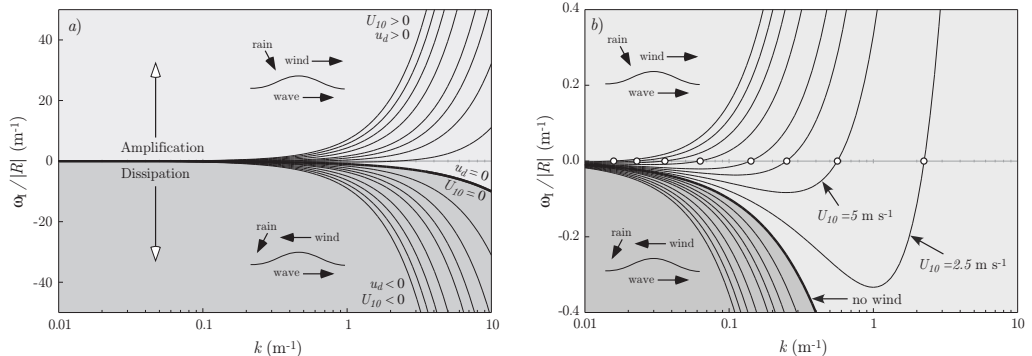 a)
U10 > 0
ud > 0
rain
wind
wave
Amplification
Dissipation
ud = 0
U10 = 0
rain
wind
wave
ud < 0
U10 < 0
40
20
0
-20
-40
ωI / |R| (m-1)
0.01
0.1
1
10
k (m-1)
b)
rain
wind
wave
U10 =5 m s-1
U10 =2.5 m s-1
rain
wind
wave
no wind
0.4
0.2
0.0
-0.2
-0.4
ωI / |R| (m-1)
0.01
0.1
1
10
k (m-1)